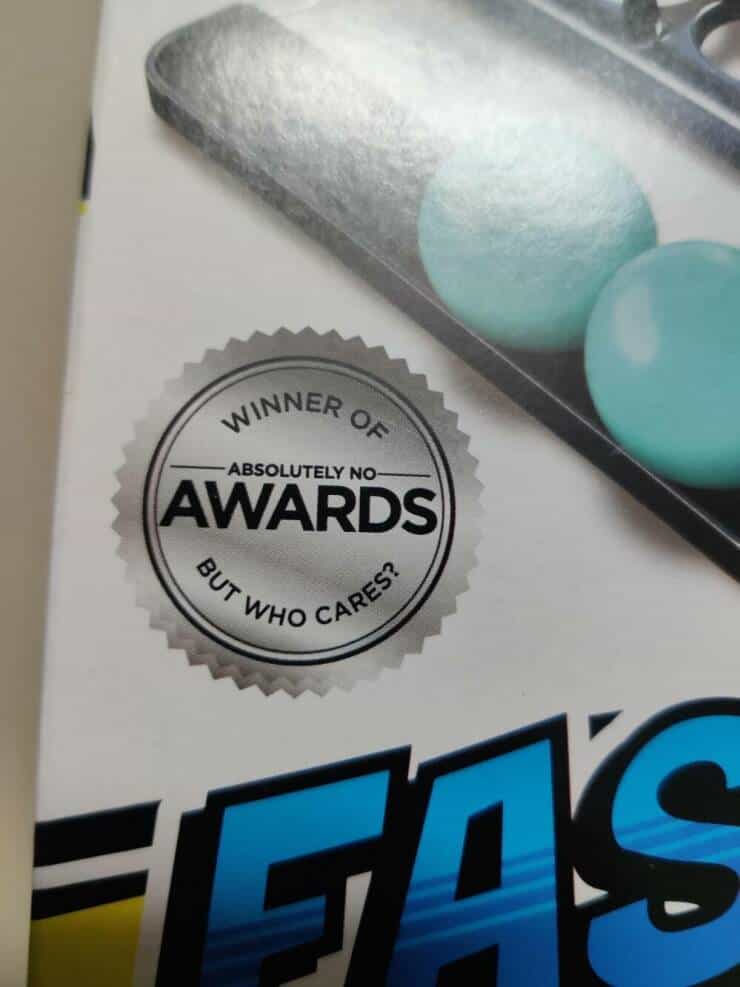 WINNER OF
ABSOLUTELY NO
AWARDS
BUT WHO CARES?
FAS